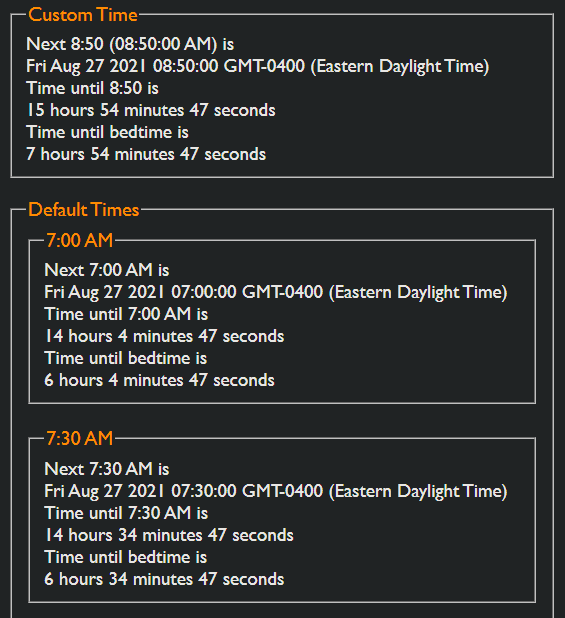 Custom Time
Next 8:50 (08:50:00 AM) is
Fri Aug 27 2021 08:50:00 GMT-0400 (Eastern Daylight Time)
Time until 8:50 is
15 hours 54 minutes 47 seconds
Time until bedtime is
7 hours 54 minutes 47 seconds
Default Times
7:00 AM
Next 7:00 AM is
Fri Aug 27 2021 07:00:00 GMT-0400 (Eastern Daylight Time)
Time until 7:00 AM is
14 hours 4 minutes 47 seconds
Time until bedtime is
6 hours 4 minutes 47 seconds
7:30 AM
Next 7:30 AM is
Fri Aug 27 2021 07:30:00 GMT-0400 (Eastern Daylight Time)
Time until 7:30 AM is
14 hours 34 minutes 47 seconds
Time until bedtime is
6 hours 34 minutes 47 seconds